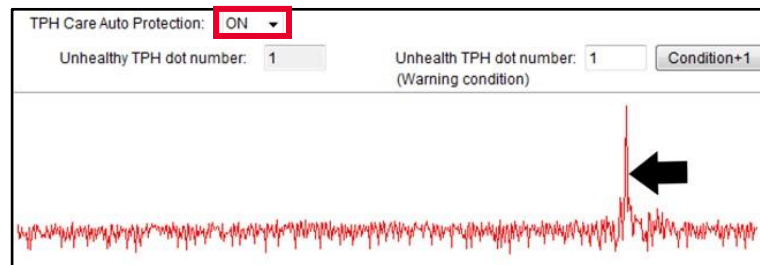 TPH Care Auto Protection: ON
Unhealthy TPH dot number: 1 Unhealth TPH dot number: 1 Condition+1
(Warning condition)